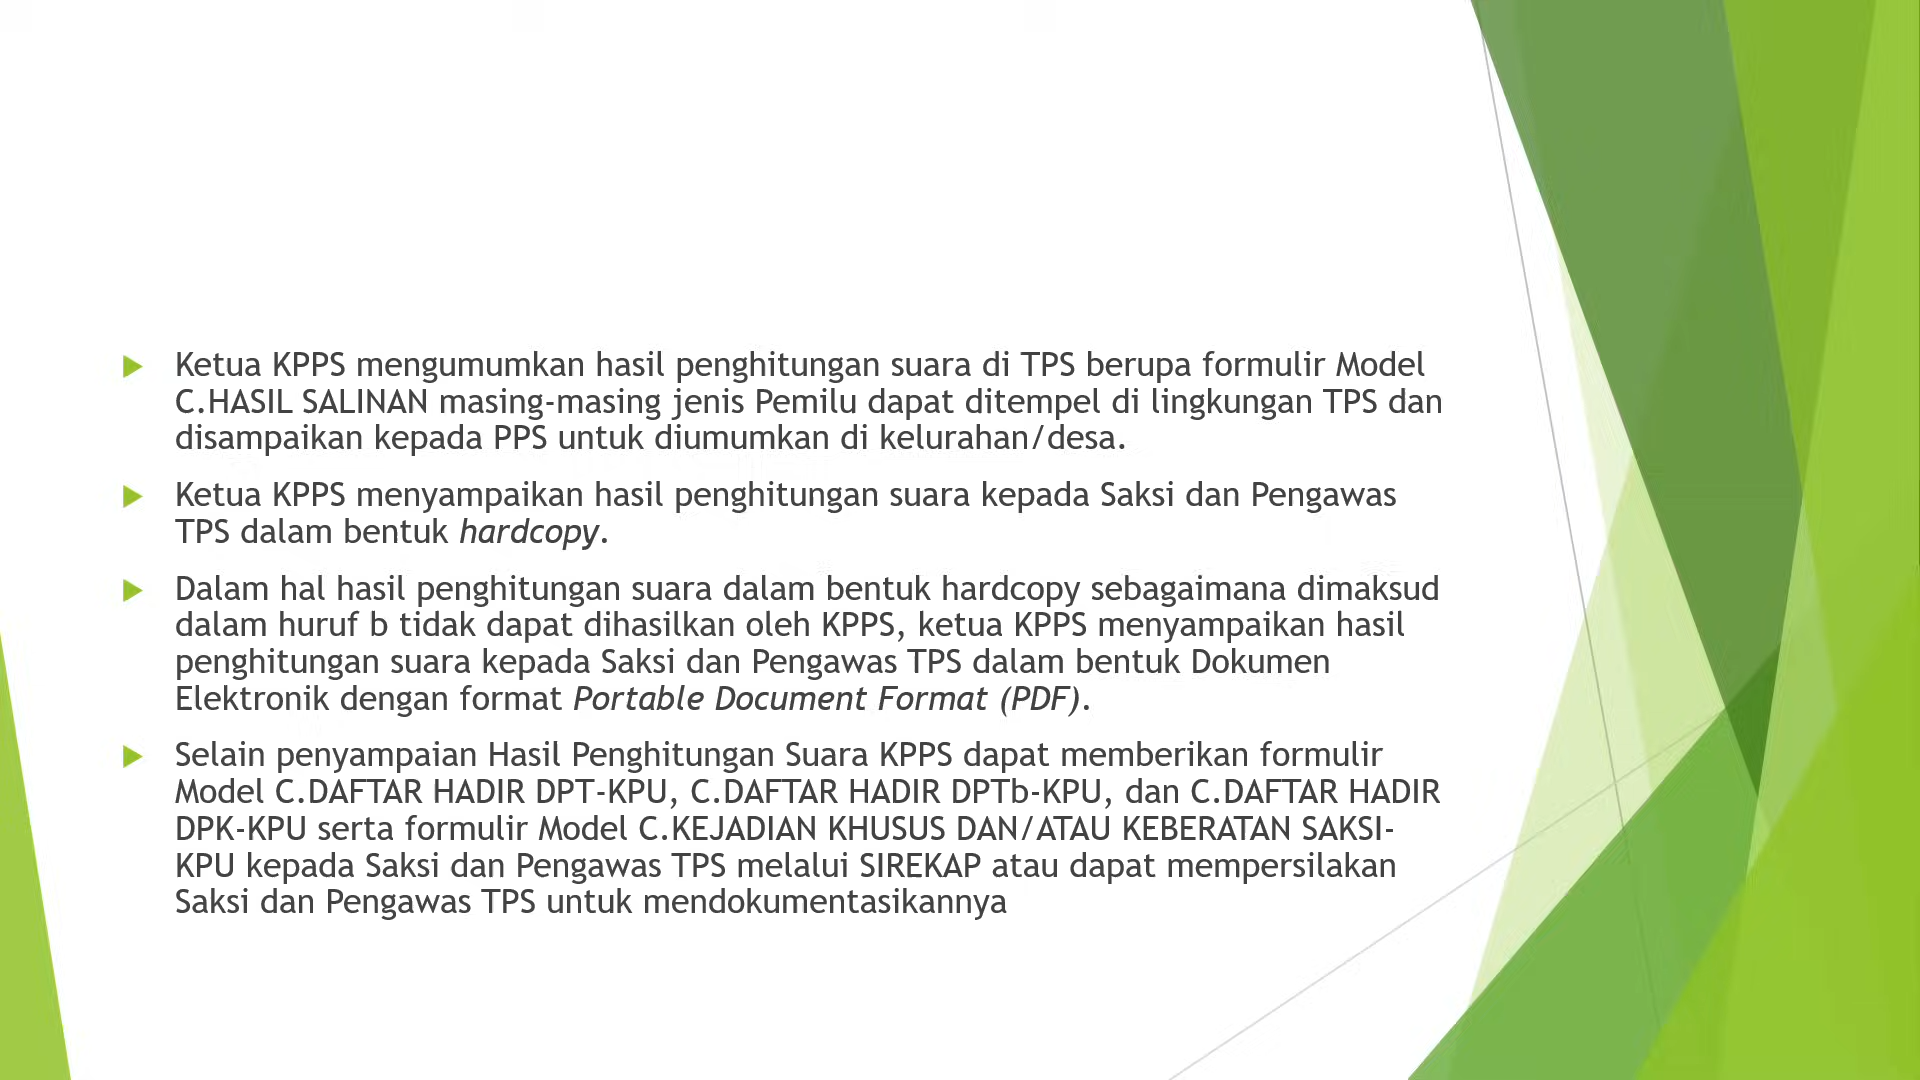 Ketua KPPS mengumumkan hasil penghitungan suara di TPS berupa formulir Model
C.HASIL SALINAN masing-masing jenis Pemilu dapat ditempel di lingkungan TPS dan
disampaikan kepada PPS untuk diumumkan di kelurahan/desa.
Ketua KPPS menyampaikan hasil penghitungan suara kepada Saksi dan Pengawas
TPS dalam bentuk hardcopy.
Dalam hal hasil penghitungan suara dalam bentuk hardcopy sebagaimana dimaksud
dalam huruf b tidak dapat dihasilkan oleh KPPS, ketua KPPS menyampaikan hasil
penghitungan suara kepada Saksi dan Pengawas TPS dalam bentuk Dokumen
Elektronik dengan format Portable Document Format (PDF).
Selain penyampaian Hasil Penghitungan Suara KPPS dapat memberikan formulir
Model C.DAFTAR HADIR DPT-KPU, C.DAFTAR HADIR DPTb-KPU, dan C.DAFTAR HADIR
DPK-KPU serta formulir Model C.KEJADIAN KHUSUS DAN/ATAU KEBERATAN SAKSI-
KPU kepada Saksi dan Pengawas TPS melalui SIREKAP atau dapat mempersilakan
Saksi dan Pengawas TPS untuk mendokumentasikannya